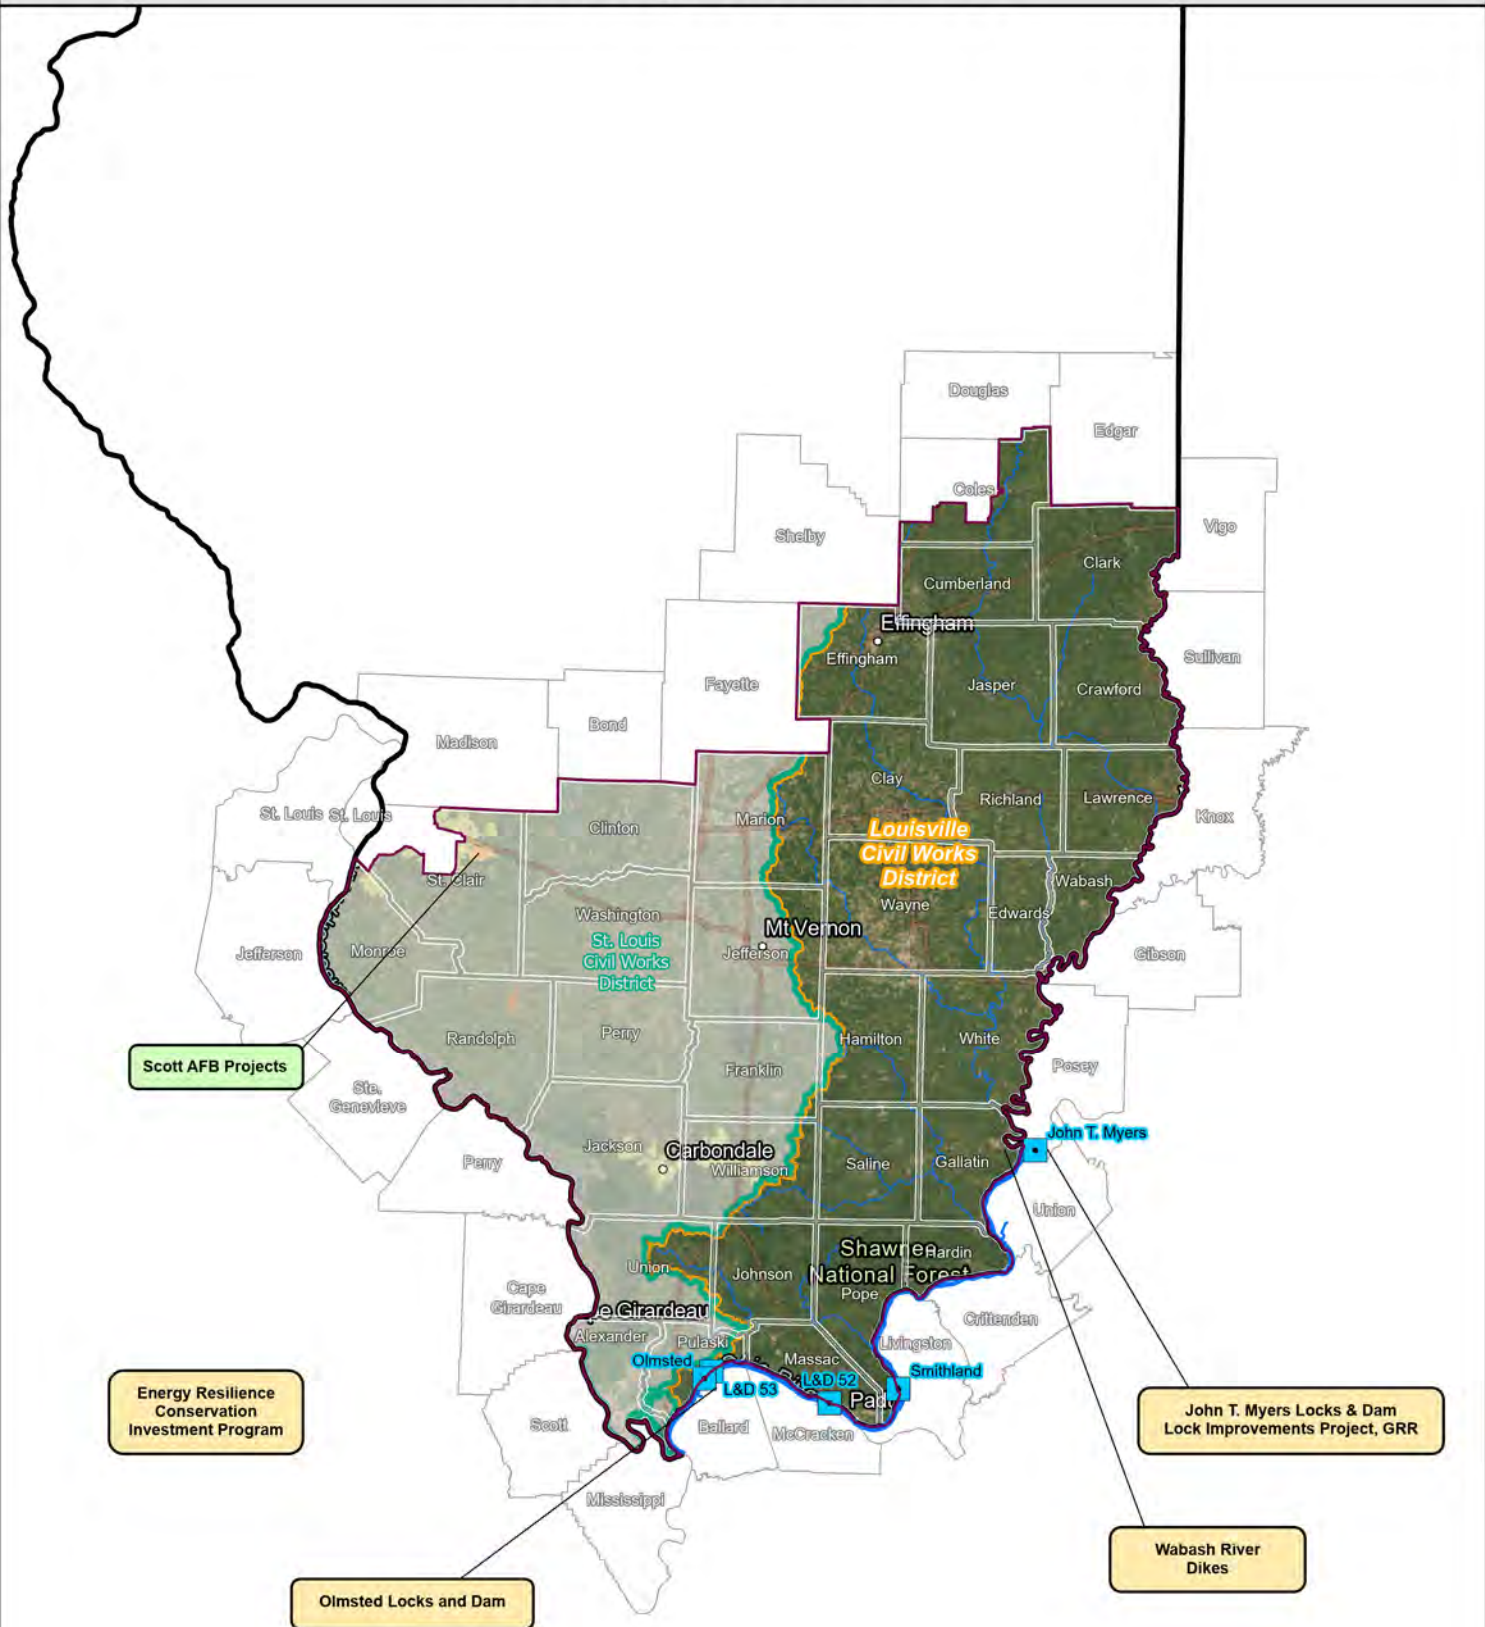 Douglas
Edgar
Coles
Vigo
Shelby
Clark
Cumberland
Effingham
Effingham
Sullivan
Fayette
Jasper
Crawford
Bond
Madison
Clay
Richland
Lawrence
St. Louis
St. Louis
Clinton
Marion
Knox
Louisville
Civil Works
District
St. Clair
Wabash
Washington
Wayne
Edwards
Mt Vernon
St. Louis
Civil Works
District
Jefferson
Monroe
Jefferson
Gibson
Randolph
Perry
Hamilton
White
Scott AFB Projects
Franklin
Posey
Ste.
Genevieve
John T. Myers
Jackson
Carbondale
Perry
Williamson
Saline
Gallatin
Union
Shawnee
National Forest
Hardin
Union
Johnson
Pope
Cape
Girardeau
e Girardeau
Crittenden
Alexander
Pulaski
Livingston
Olmsted
Massac
Smithland
L&D 53
L&D 52
Energy Resilience
Conservation
Investment Program
Scott
Ballard
McCracken
John T. Myers Locks & Dam
Lock Improvements Project, GRR
Mississippi
Wabash River
Dikes
Olmsted Locks and Dam